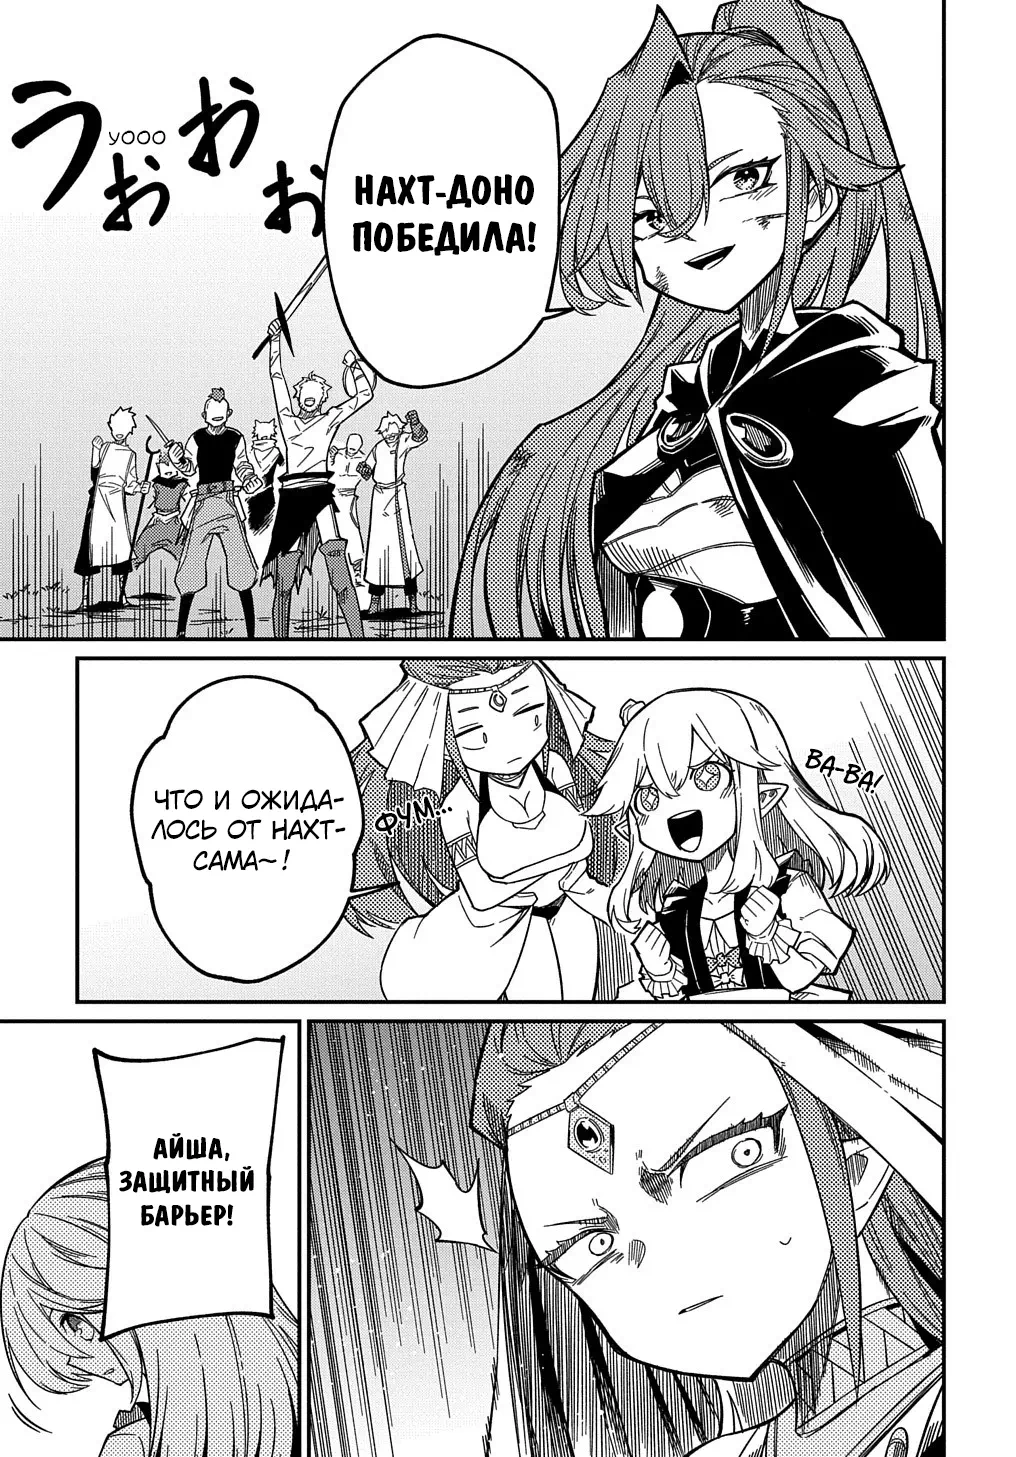 НАХТ-ДОНО
ПОБЕДИЛА!
うおおお
УООО
ВА-ВА!
ФУМ...
ЧТО И ОЖИДА-
ЛОСЬ ОТ НАХТ-
САМА~!
АЙША,
ЗАЩИТНЫЙ
БАРЬЕР!